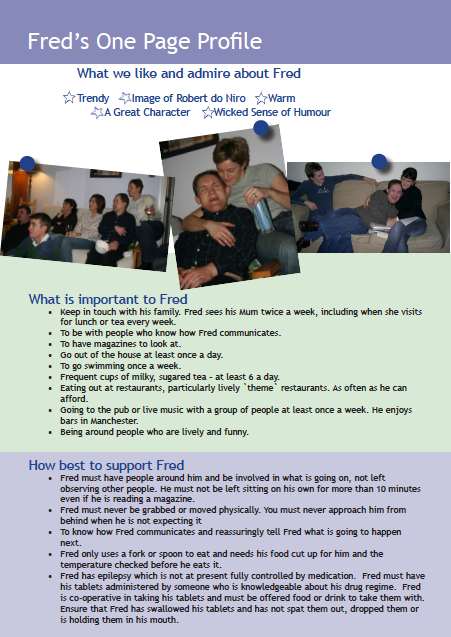 Fred's One Page Profile
What we like and admire about Fred
Trendy Image of Robert do Niro Warm
A Great Character Wicked Sense of Humour
What is important to Fred
• Keep in touch with his family. Fred sees his Mum twice a week, including when she visits
for lunch or tea every week.
• To be with people who know how Fred communicates.
• To have magazines to look at.
• Go out of the house at least once a day.
• To go swimming once a week.
• Frequent cups of milky, sugared tea – at least 6 a day.
• Eating out at restaurants, particularly lively `theme` restaurants. As often as he can
afford.
• Going to the pub or live music with a group of people at least once a week. He enjoys
bars in Manchester.
• Being around people who are lively and funny.
How best to support Fred
• Fred must have people around him and be involved in what is going on, not left
observing other people. He must not be left sitting on his own for more than 10 minutes
even if he is reading a magazine.
• Fred must never be grabbed or moved physically. You must never approach him from
behind when he is not expecting it
• To know how Fred communicates and reassuringly tell Fred what is going to happen
next.
• Fred only uses a fork or spoon to eat and needs his food cut up for him and the
temperature checked before he eats it.
• Fred has epilepsy which is not at present fully controlled by medication. Fred must have
his tablets administered by someone who is knowledgeable about his drug regime. Fred
is co-operative in taking his tablets and must be offered food or drink to take them with.
Ensure that Fred has swallowed his tablets and has not spat them out, dropped them or
is holding them in his mouth.